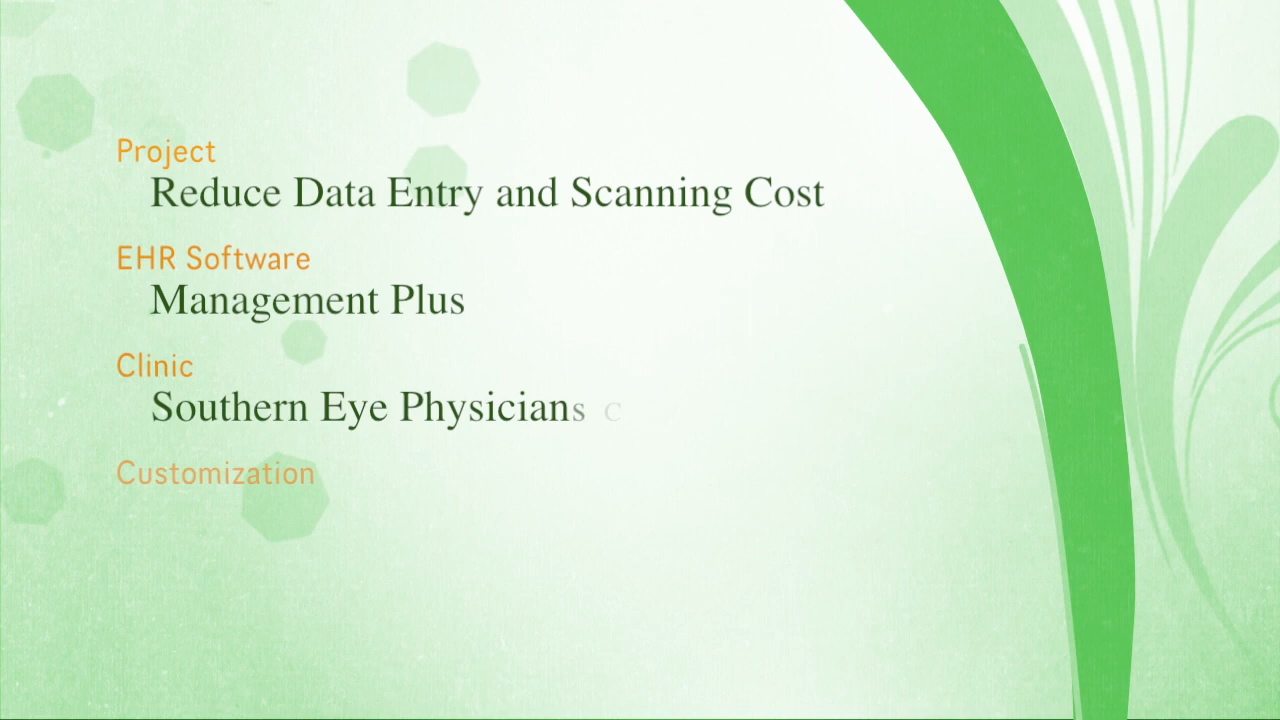 Project
Reduce Data Entry and Scanning Cost
EHR Software
Management Plus
Clinic
Southern Eye Physicians C
Customization